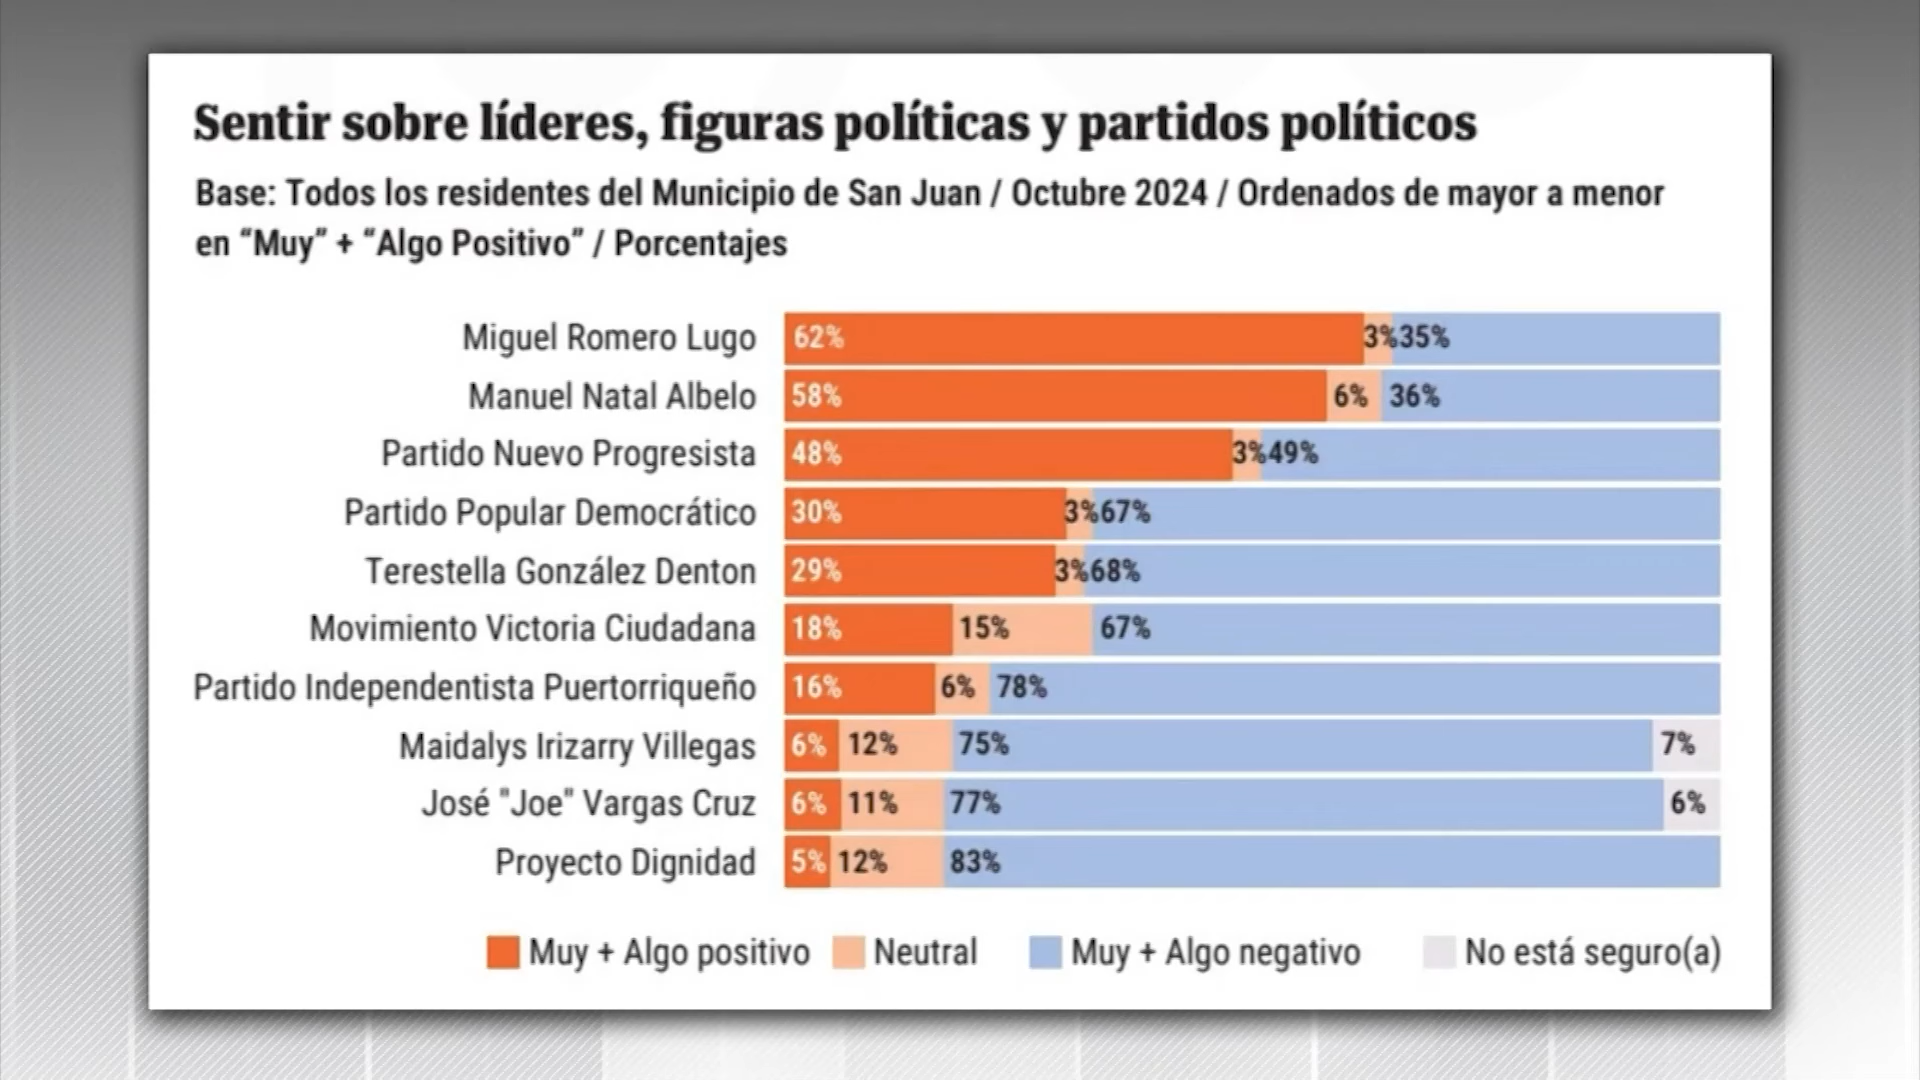 Sentir sobre líderes, figuras políticas y partidos políticos
Base: Todos los residentes del Municipio de San Juan / Octubre 2024 / Ordenados de mayor a menor
en “Muy” + “Algo Positivo” / Porcentajes
Miguel Romero Lugo 62% 3% 35%
Manuel Natal Albelo 58% 6% 36%
Partido Nuevo Progresista 48% 3% 49%
Partido Popular Democrático 30% 3% 67%
Terestella González Denton 29% 3% 68%
Movimiento Victoria Ciudadana 18% 15% 67%
Partido Independentista Puertorriqueño 16% 6% 78%
Maidalys Irizarry Villegas 6% 12% 75% 7%
José "Joe" Vargas Cruz 6% 11% 77% 6%
Proyecto Dignidad 5% 12% 83%
Muy + Algo positivo Neutral Muy + Algo negativo No está seguro(a)